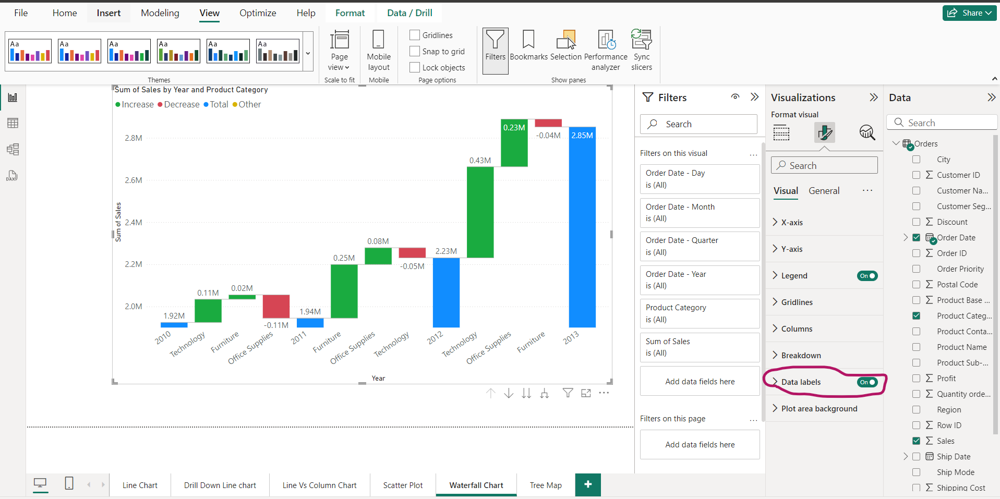 File Home Insert Modeling View Optimize Help Format Data / Drill Share
Aa Aa Aa Aa Aa Aa
Page view
Mobile layout
Gridlines
Snap to grid
Lock objects
Filters
Bookmarks
Selection
Performance analyzer
Sync slicers
Themes Scale to fit Mobile Page options Show panes
DAX
Sum of Sales by Year and Product Category
Increase Decrease Total Other
2.8M
2.6M
2.4M
2.2M
2.0M
Sum of Sales
1.92M
0.11M
0.02M
-0.11M
1.94M
0.25M
0.08M
-0.05M
2.23M
0.43M
0.23M
-0.04M
2.85M
2010
Technology
Furniture
Office Supplies
2011
Furniture
Office Supplies
Technology
2012
Technology
Office Supplies
Furniture
2013
Year
Filters
Search
Filters on this visual ...
Order Date - Day
is (All)
Order Date - Month
is (All)
Order Date - Quarter
is (All)
Order Date - Year
is (All)
Product Category
is (All)
Sum of Sales
is (All)
Add data fields here
Filters on this page ...
Add data fields here
Visualizations
Format visual
Search
Visual General ...
X-axis
Y-axis
Legend On
Gridlines
Columns
Breakdown
Data labels On
Plot area background
Data
Search
Orders
City
Customer ID
Customer Na...
Customer Seg...
Discount
Order Date
Order ID
Order Priority
Postal Code
Product Base ...
Product Categ...
Product Conta...
Product Name
Product Sub-...
Profit
Quantity orde...
Region
Row ID
Sales
Ship Date
Ship Mode
Shipping Cost
Line Chart Drill Down Line chart Line Vs Column Chart Scatter Plot Waterfall Chart Tree Map +